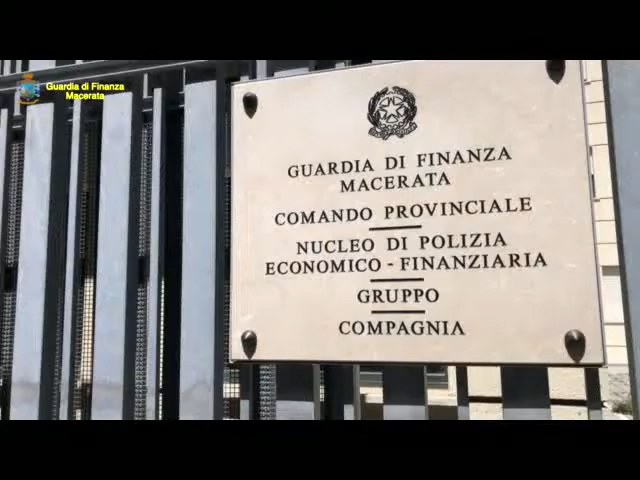 Guardia di Finanza
Macerata
GUARDIA DI FINANZA
MACERATA
COMANDO PROVINCIALE
NUCLEO DI POLIZIA
ECONOMICO - FINANZIARIA
GRUPPO
COMPAGNIA